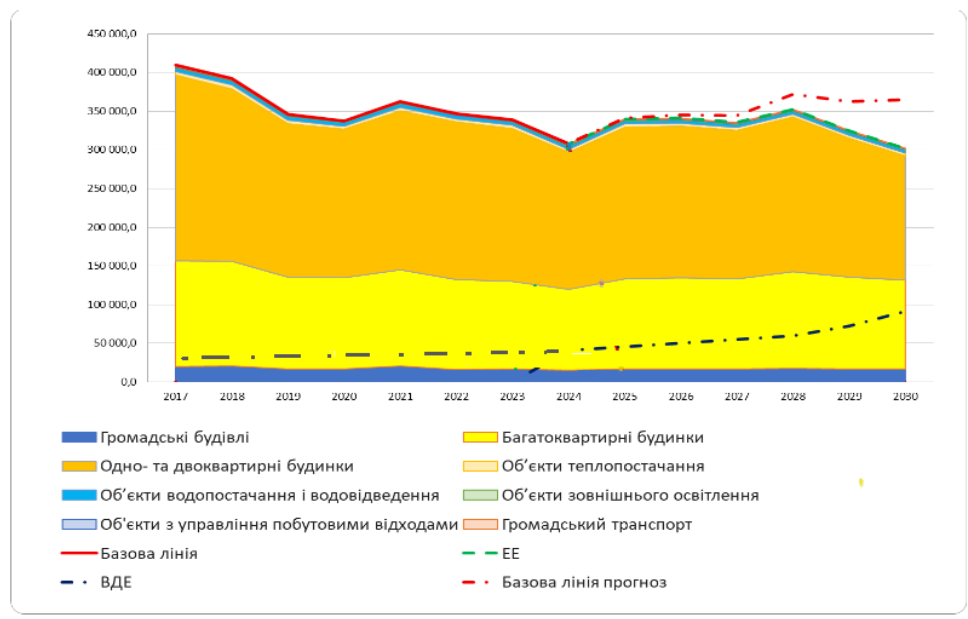 450 000,0
400 000,0
350 000,0
300 000,0
250 000,0
200 000,0
150 000,0
100 000,0
50 000,0
0,0
2017 2018 2019 2020 2021 2022 2023 2024 2025 2026 2027 2028 2029 2030
Громадські будівлі Багатоквартирні будинки
Одно- та двоквартирні будинки Об’єкти теплопостачання
Об’єкти водопостачання і водовідведення Об’єкти зовнішнього освітлення
Об'єкти з управління побутовими відходами Громадський транспорт
Базова лінія ЕЕ
ВДЕ Базова лінія прогноз